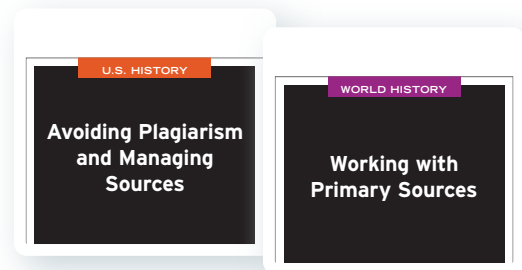 U.S. HISTORY
Avoiding Plagiarism
and Managing
Sources
WORLD HISTORY
Working with
Primary Sources